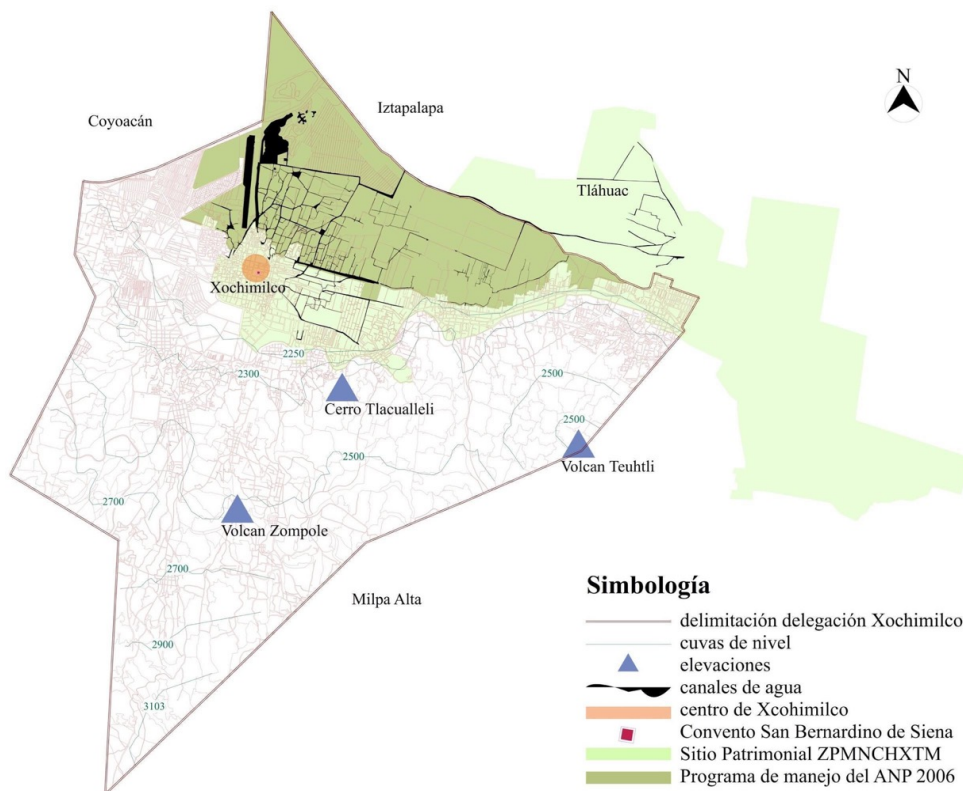 N
Iztapalapa
Coyoacán
Tláhuac
Xochimilco
2250
2300
2500
Cerro Tlacualleli
2500
2500
Volcan Teuhtli
2700
Volcan Zompole
2700
Milpa Alta
2900
3103
Simbología
delimitación delegación Xochimilco
cuvas de nivel
elevaciones
canales de agua
centro de Xcohimilco
Convento San Bernardino de Siena
Sitio Patrimonial ZPMNCHXTM
Programa de manejo del ANP 2006